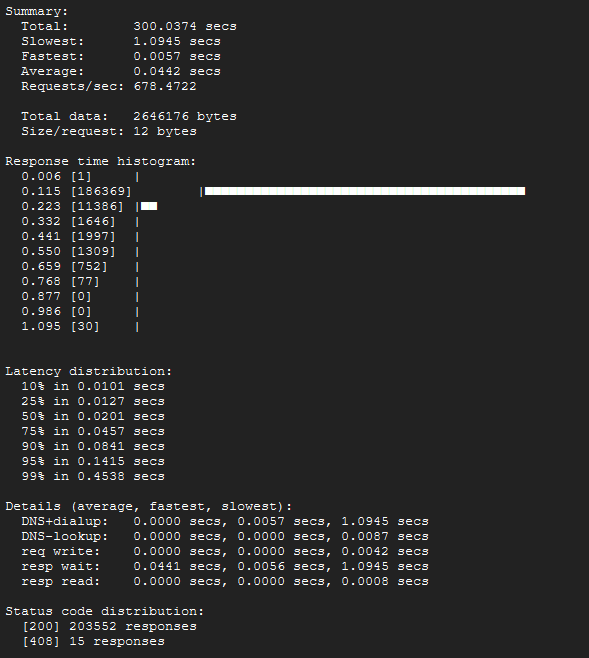 Summary:
  Total:        300.0374 secs
  Slowest:      1.0945 secs
  Fastest:      0.0057 secs
  Average:      0.0442 secs
  Requests/sec: 678.4722

  Total data:   2646176 bytes
  Size/request: 12 bytes

Response time histogram:
  0.006 [1]     |
  0.115 [186369]        |■■■■■■■■■■■■■■■■■■■■■■■■■■■■■■■■■■■■■■■■
  0.223 [11386] |■■
  0.332 [1646]  |
  0.441 [1997]  |
  0.550 [1309]  |
  0.659 [752]   |
  0.768 [77]    |
  0.877 [0]     |
  0.986 [0]     |
  1.095 [30]    |

Latency distribution:
  10% in 0.0101 secs
  25% in 0.0127 secs
  50% in 0.0201 secs
  75% in 0.0457 secs
  90% in 0.0841 secs
  95% in 0.1415 secs
  99% in 0.4538 secs

Details (average, fastest, slowest):
  DNS+dialup:   0.0000 secs, 0.0057 secs, 1.0945 secs
  DNS-lookup:   0.0000 secs, 0.0000 secs, 0.0087 secs
  req write:    0.0000 secs, 0.0000 secs, 0.0042 secs
  resp wait:    0.0441 secs, 0.0056 secs, 1.0945 secs
  resp read:    0.0000 secs, 0.0000 secs, 0.0008 secs

Status code distribution:
  [200] 203552 responses
  [408] 15 responses